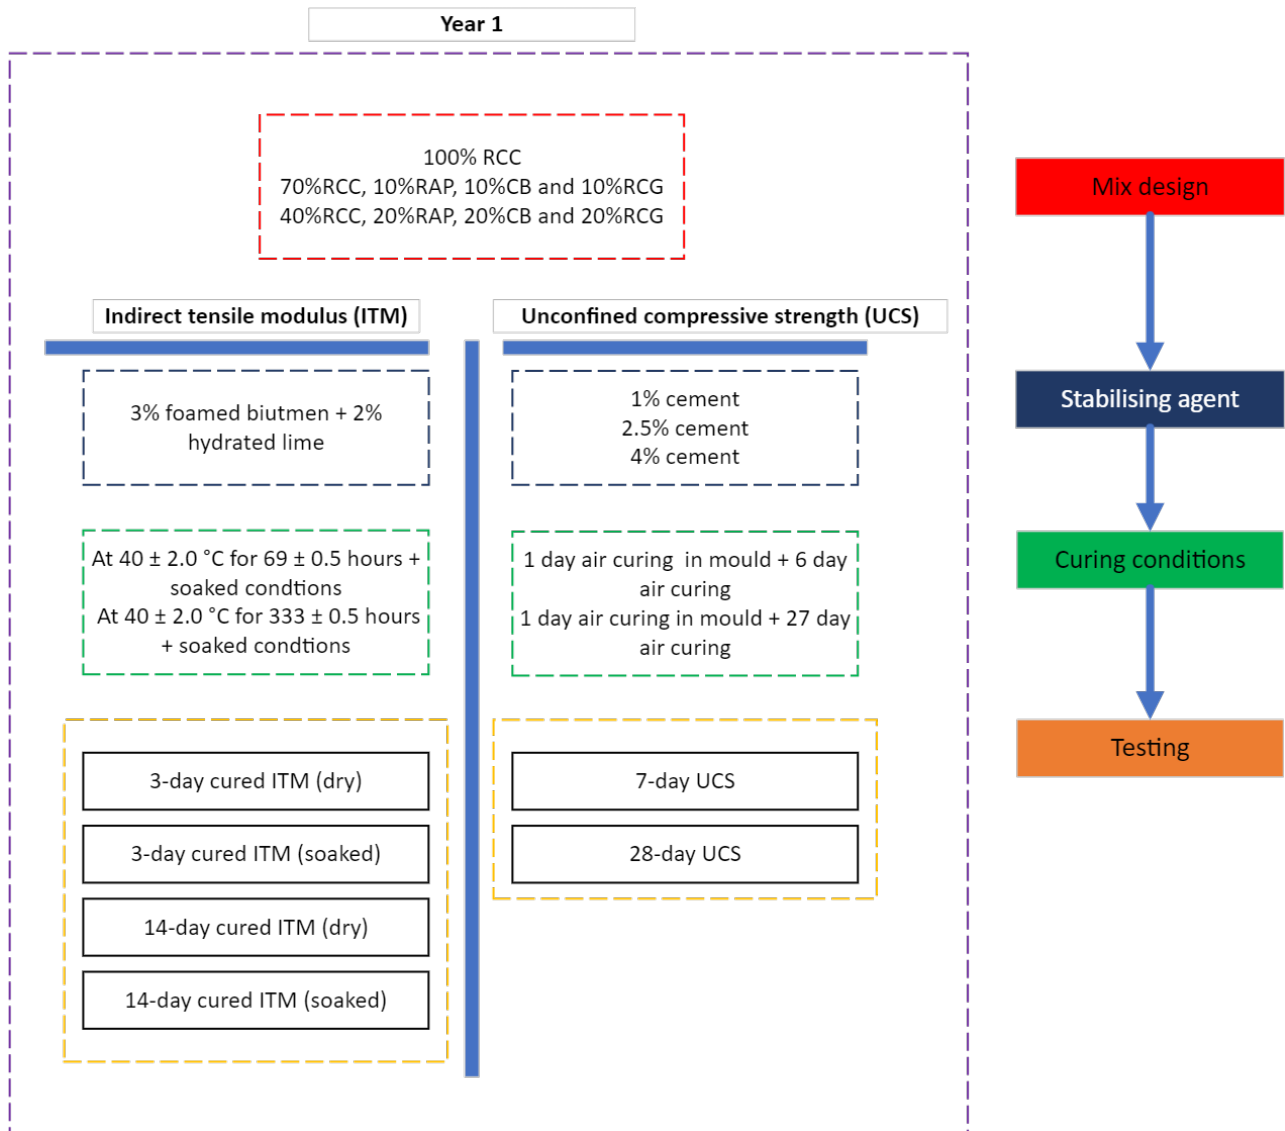 Year 1
100% RCC
70%RCC, 10%RAP, 10%CB and 10%RCG
40%RCC, 20%RAP, 20%CB and 20%RCG
Mix design
Indirect tensile modulus (ITM)
Unconfined compressive strength (UCS)
3% foamed biutmen + 2%
hydrated lime
1% cement
2.5% cement
4% cement
Stabilising agent
At 40 ± 2.0 °C for 69 ± 0.5 hours +
soaked condtions
At 40 ± 2.0 °C for 333 ± 0.5 hours
+ soaked condtions
1 day air curing in mould + 6 day
air curing
1 day air curing in mould + 27 day
air curing
Curing conditions
3-day cured ITM (dry)
3-day cured ITM (soaked)
14-day cured ITM (dry)
14-day cured ITM (soaked)
7-day UCS
28-day UCS
Testing